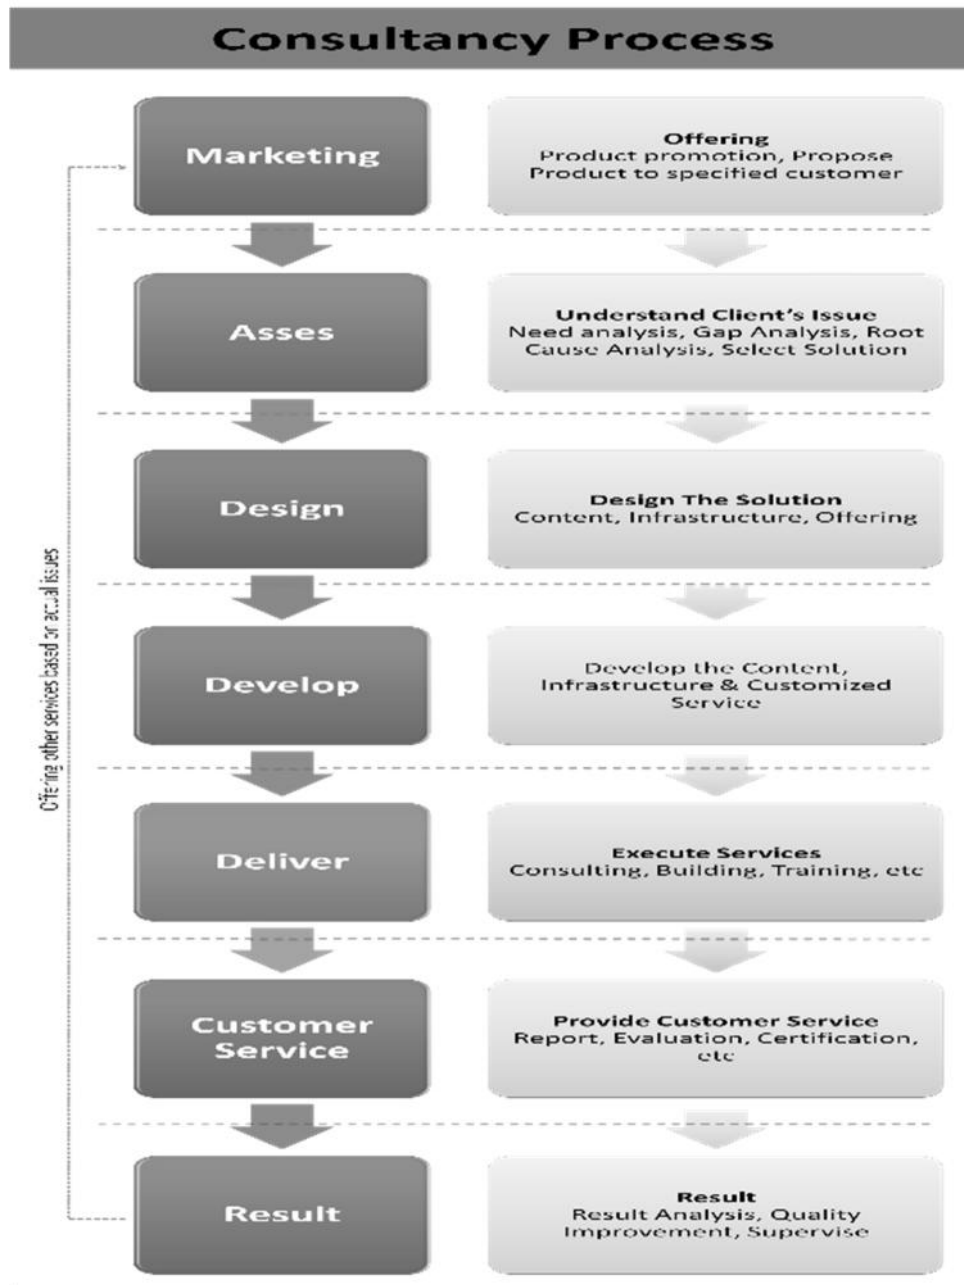 Consultancy Process
Marketing
Offering
Product promotion, Propose
Product to specified customer
Asses
Understand Client's Issue
Need analysis, Gap Analysis, Root
Cause Analysis, Select Solution
Design
Design The Solution
Content, Infrastructure, Offering
Develop
Develop the Content,
Infrastructure & Customized
Service
Deliver
Execute Services
Consulting, Building, Training, etc
Customer
Service
Provide Customer Service
Report, Evaluation, Certification,
etc
Result
Result
Result Analysis, Quality
Improvement, Supervise
Offering other services based or actual issues